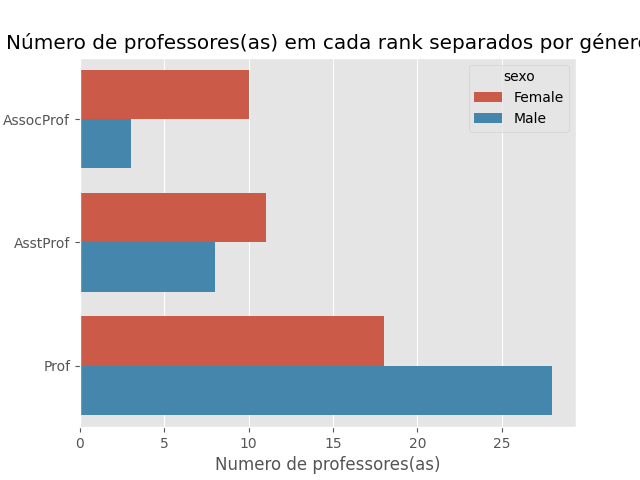 Número de professores(as) em cada rank separados por géner
sexo
Female
Male
AssocProf
AsstProf
Prof
0 5 10 15 20 25
Numero de professores(as)